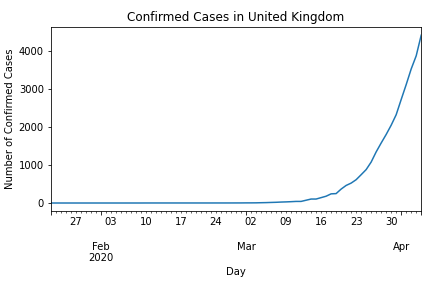 Confirmed Cases in United Kingdom
Number of Confirmed Cases
4000
3000
2000
1000
0
27 03 10 17 24 02 09 16 23 30
Feb Mar Apr
2020
Day